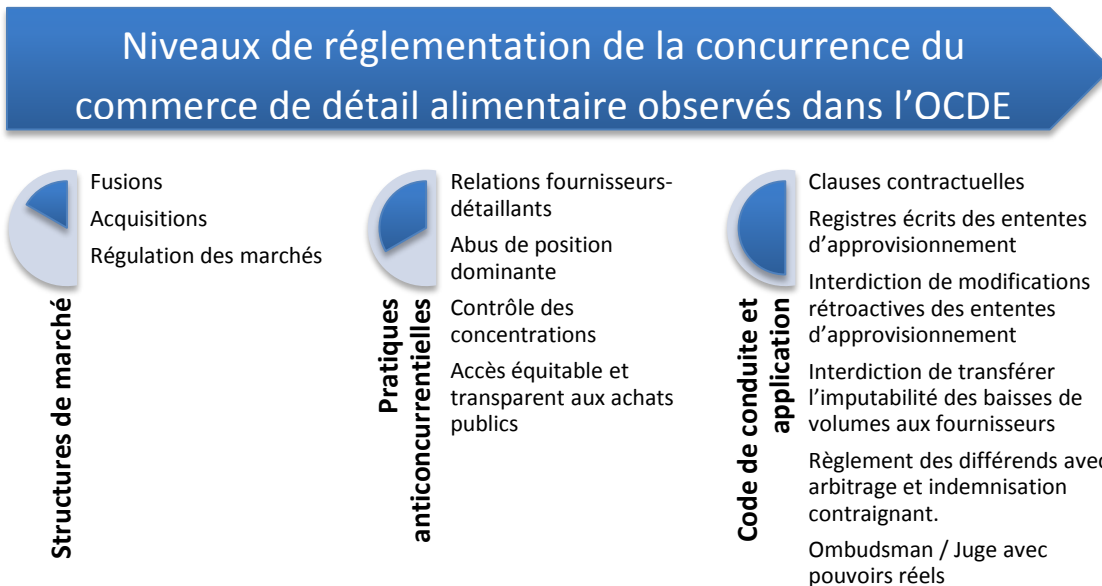 Niveaux de réglementation de la concurrence du
commerce de détail alimentaire observés dans l'OCDE
Structures de marché
Fusions
Acquisitions
Régulation des marchés
Pratiques
anticoncurrentielles
Relations fournisseurs-
détaillants
Abus de position
dominante
Contrôle des
concentrations
Accès équitable et
transparent aux achats
publics
Code de conduite et
application
Clauses contractuelles
Registres écrits des ententes
d'approvisionnement
Interdiction de modifications
rétroactives des ententes
d'approvisionnement
Interdiction de transférer
l'imputabilité des baisses de
volumes aux fournisseurs
Règlement des différends avec
arbitrage et indemnisation
contraignant.
Ombudsman / Juge avec
pouvoirs réels